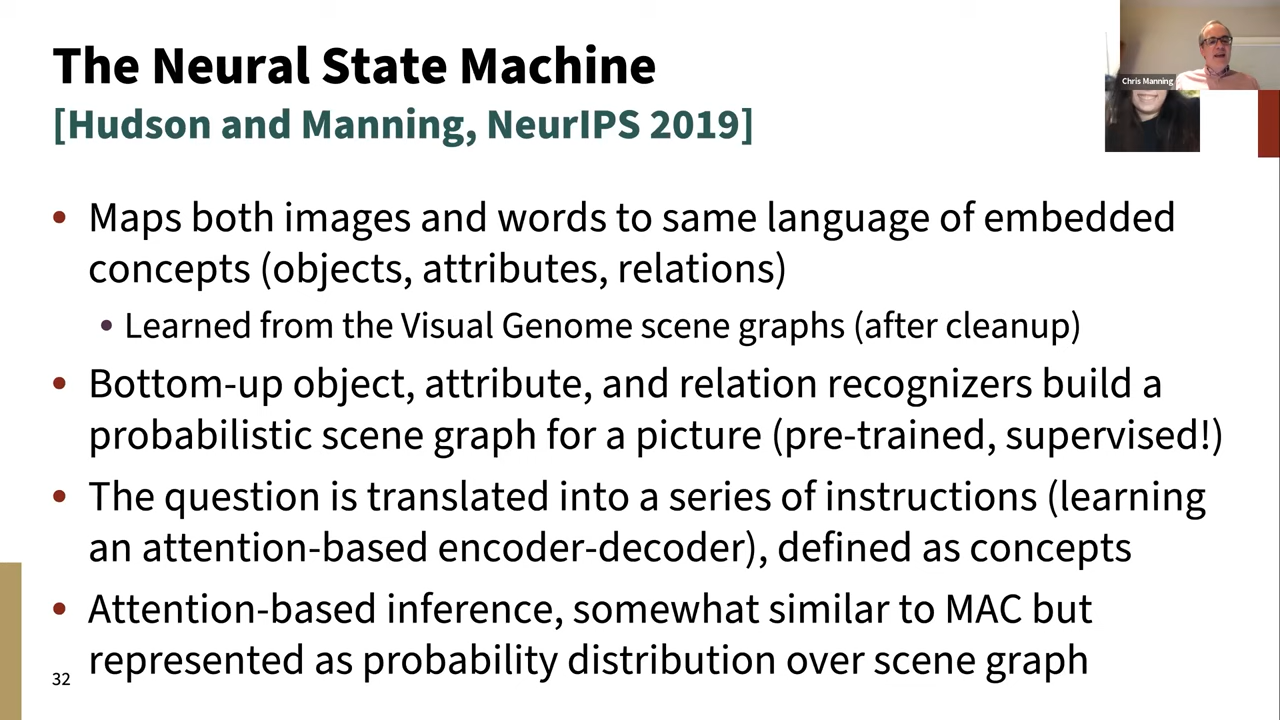 The Neural State Machine
[Hudson and Manning, NeurIPS 2019]
Chris Manning
• Maps both images and words to same language of embedded
concepts (objects, attributes, relations)
• Learned from the Visual Genome scene graphs (after cleanup)
• Bottom-up object, attribute, and relation recognizers build a
probabilistic scene graph for a picture (pre-trained, supervised!)
• The question is translated into a series of instructions (learning
an attention-based encoder-decoder), defined as concepts
• Attention-based inference, somewhat similar to MAC but
represented as probability distribution over scene graph
32